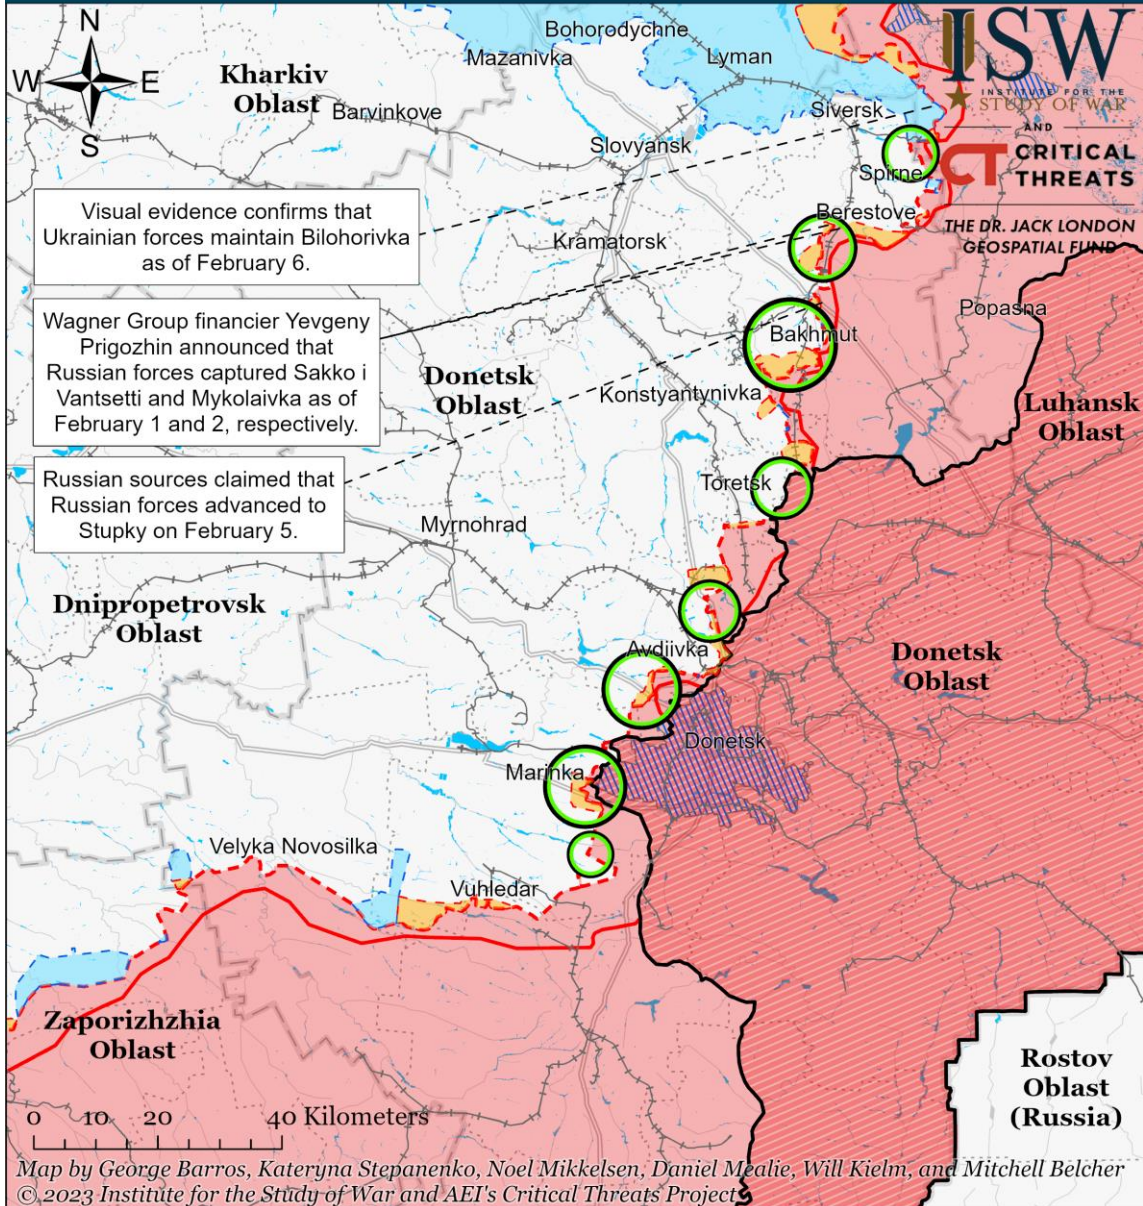 N
W
E
S
Kharkiv
Oblast
Barvinkove
Mazanivka
Bohorodychne
Lyman
Siversk
Slovyansk
Spirne
Berestove
Kramatorsk
ISW
INSTITUTE FOR THE
STUDY OF WAR
AND
CT CRITICAL
THREATS
THE DR. JACK LONDON
GEOSPATIAL FUND
Visual evidence confirms that
Ukrainian forces maintain Bilohorivka
as of February 6.
Wagner Group financier Yevgeny
Prigozhin announced that
Russian forces captured Sakko i
Vantsetti and Mykolaivka as of
February 1 and 2, respectively.
Russian sources claimed that
Russian forces advanced to
Stupky on February 5.
Popasna
Bakhmut
Donetsk
Oblast
Konstyantynivka
Luhansk
Oblast
Toretsk
Myrnohrad
Dnipropetrovsk
Oblast
Avdiivka
Donetsk
Oblast
Donetsk
Marinka
Velyka Novosilka
Vuhledar
Zaporizhzhia
Oblast
Rostov
Oblast
(Russia)
0 10 20 40 Kilometers
Map by George Barros, Kateryna Stepanenko, Noel Mikkelsen, Daniel Mealie, Will Kielm, and Mitchell Belcher
© 2023 Institute for the Study of War and AEI's Critical Threats Project